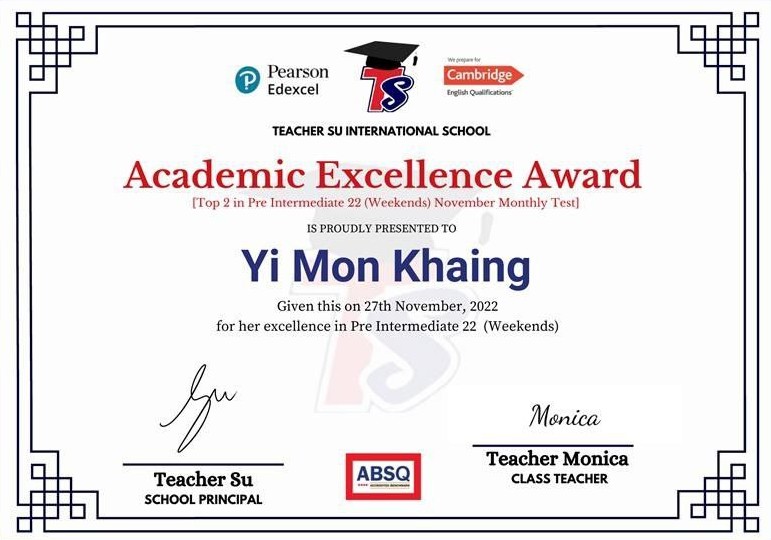 Pearson
Edexcel
TS
We prepare for
Cambridge
English Qualifications
TEACHER SU INTERNATIONAL SCHOOL
Academic Excellence Award
[Top 2 in Pre Intermediate 22 (Weekends) November Monthly Test]
IS PROUDLY PRESENTED TO
Yi Mon Khaing
Given this on 27th November, 2022
for her excellence in Pre Intermediate 22 (Weekends)
Su
Monica
Teacher Su
SCHOOL PRINCIPAL
ABSQ
Teacher Monica
CLASS TEACHER